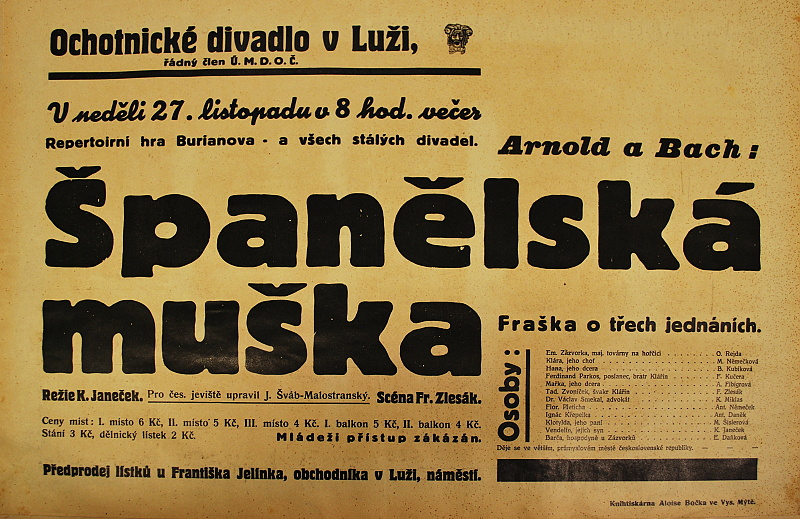 Ochotnické divadlo v Luži,
řádný člen Ú. M. D. O. Č.
V neděli 27. listopadu v 8 hod. večer
Repertoirní hra Burianova - a všech stálých divadel.
Arnold a Bach:
Španělská
muška
Fraška o třech jednáních.
Režie K. Janeček. Pro čes. jeviště upravil J. Šváb-Malostranský. Scéna Fr. Zlesák.
Ceny míst: I. místo 6 Kč, II. místo 5 Kč, III. místo 4 Kč. I. balkon 5 Kč, II. balkon 4 Kč.
Stání 3 Kč, dělnický lístek 2 Kč. Mládeži přístup zakázán.
Předprodej lístků u Františka Jelínka, obchodníka v Luži, náměstí.
Osoby:
Em. Zázvorka, maj. továrny na hořčici O. Rejda
Klára, jeho choť M. Němečková
Hana, jeho dcera B. Kubíková
Ferdinand Parkos, poslanec, bratr Klářin F. Kučera
Mařka, jeho dcera A. Fibigrová
Tad. Zvoníček, švakr Klářin F. Zlesák
Dr. Václav Smekal, advokát K. Miklas
Flor. Fleticha Ant. Němeček
Ignác Křepelka Ant. Daněk
Klotylda, jeho paní M. Šislerová
Vendelín, jejich syn K. Janeček
Barča, hospodyně u Zázvorků E. Daňková
Děje se ve větším, průmyslovém městě československé republiky.
Knihtiskárna Aloise Bočka ve Vys. Mýtě.